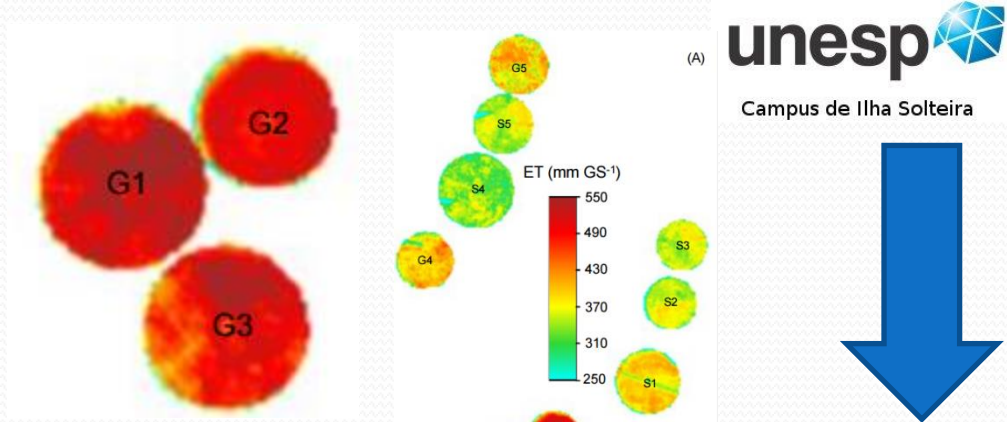 G1
G2
G3
(A)
G5
S5
S4
G4
ET (mm GS⁻¹)
550
490
430
370
310
250
S3
S2
S1
unesp
Campus de Ilha Solteira